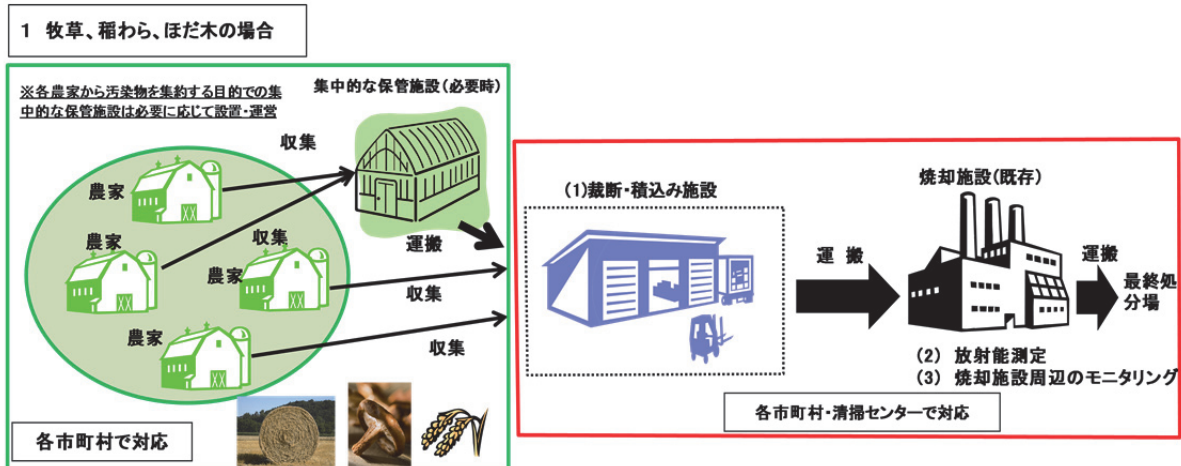 1 牧草、稲わら、ほだ木の場合
※各農家から汚染物を集約する目的での集
中的な保管施設は必要に応じて設置・運営
集中的な保管施設(必要時)
収集
農家
農家
収集
農家
農家
運搬
収集
収集
各市町村で対応
(1)裁断・積込み施設
運 搬
焼却施設(既存)
運搬
最終処
分場
(2) 放射能測定
(3) 焼却施設周辺のモニタリング
各市町村・清掃センターで対応